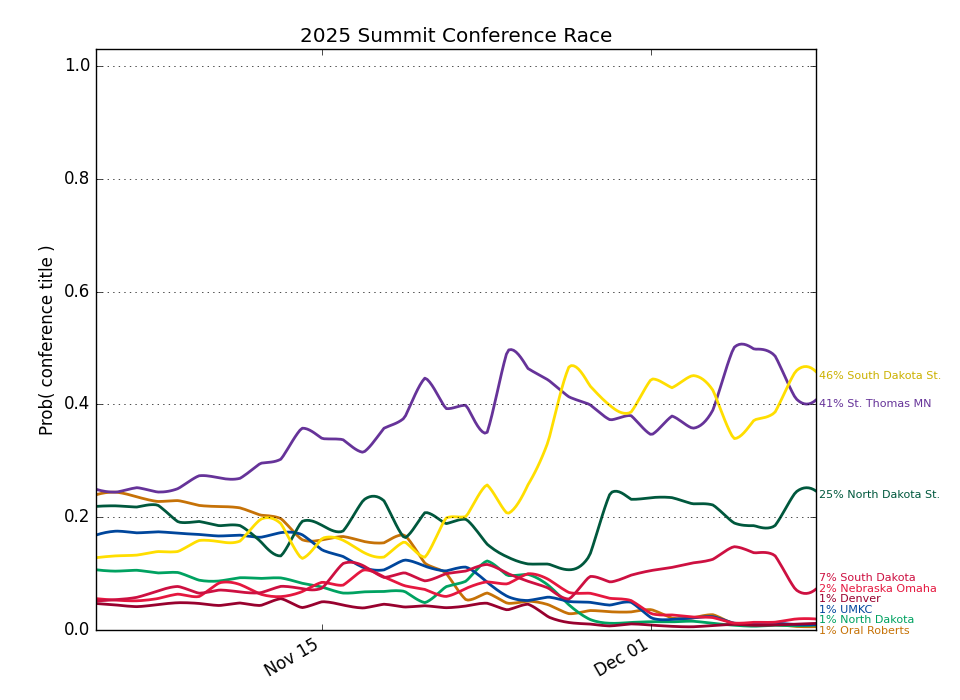 2025 Summit Conference Race
Prob( conference title )
1.0
0.8
0.6
0.4
0.2
0.0
Nov 15
Dec 01
46% South Dakota St.
41% St. Thomas MN
25% North Dakota St.
7% South Dakota
2% Nebraska Omaha
1% Denver
1% UMKC
1% North Dakota
1% Oral Roberts